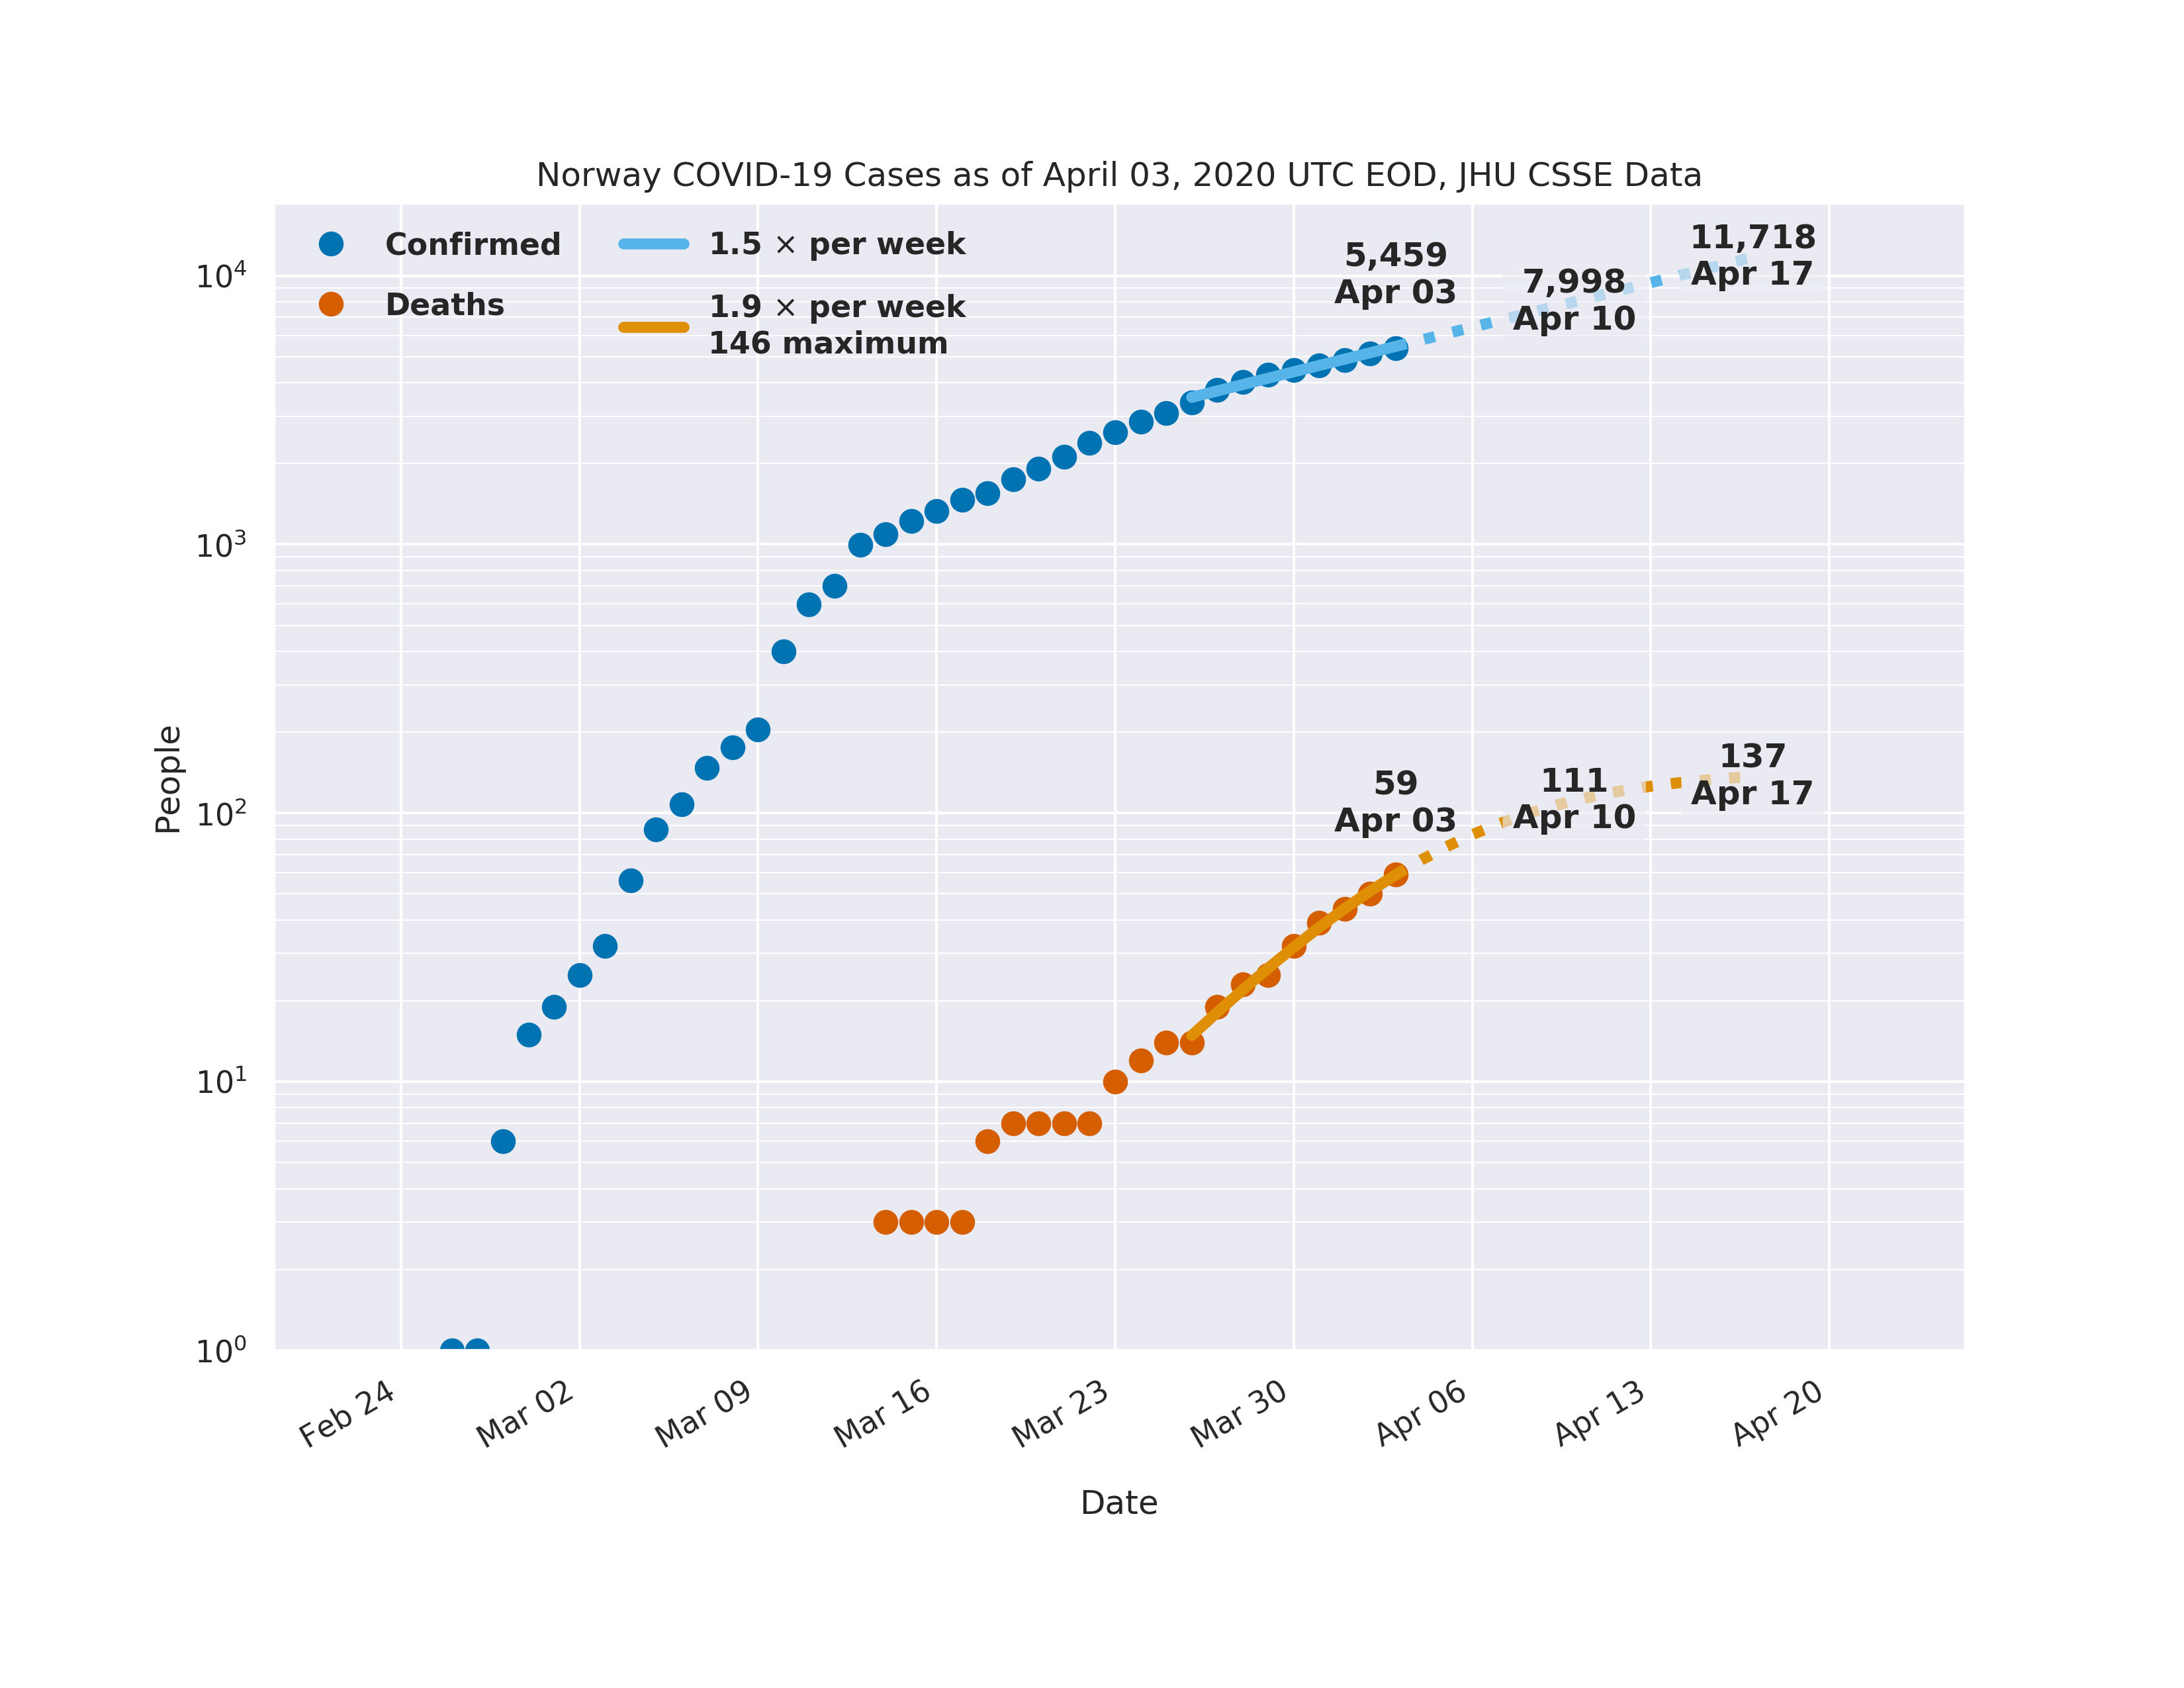 Norway COVID-19 Cases as of April 03, 2020 UTC EOD, JHU CSSE Data
Confirmed
Deaths
1.5 × per week
1.9 × per week
146 maximum
5,459
Apr 03
7,998
Apr 10
11,718
Apr 17
59
Apr 03
111
Apr 10
137
Apr 17
People
10⁴
10³
10²
10¹
10⁰
Feb 24
Mar 02
Mar 09
Mar 16
Mar 23
Mar 30
Apr 06
Apr 13
Apr 20
Date